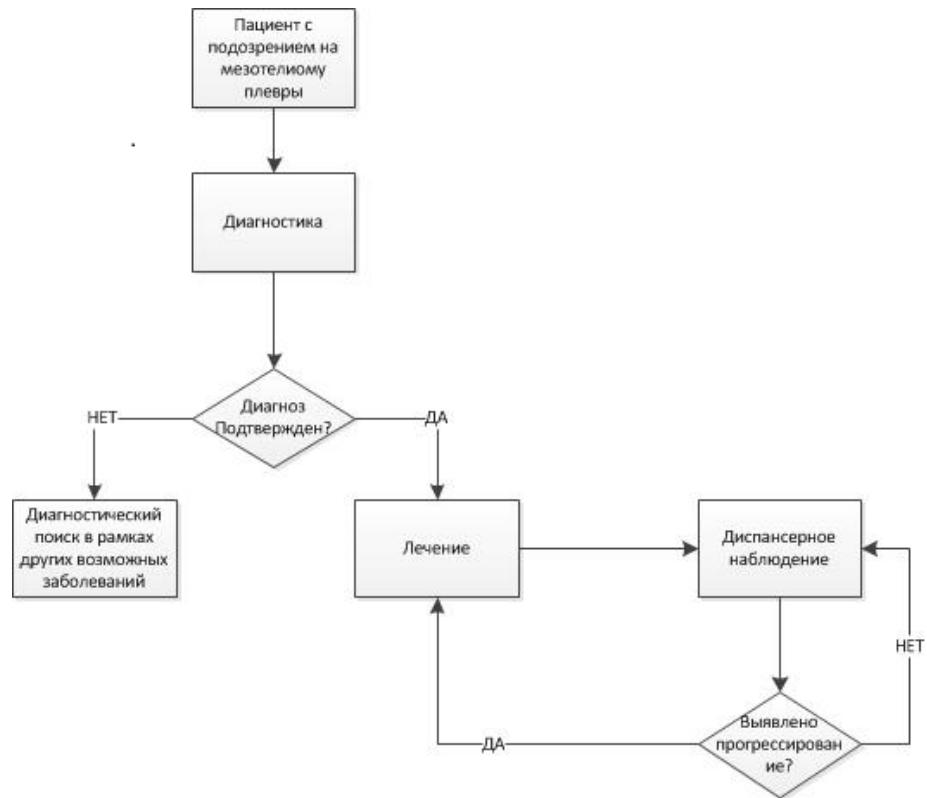 Пациент с
подозрением на
мезотелиому
плевры
Диагностика
Диагноз
Подтвержден?
НЕТ
ДА
Диагностический
поиск в рамках
других возможных
заболеваний
Лечение
Диспансерное
наблюдение
НЕТ
Выявлено
прогрессирован
ие?
ДА